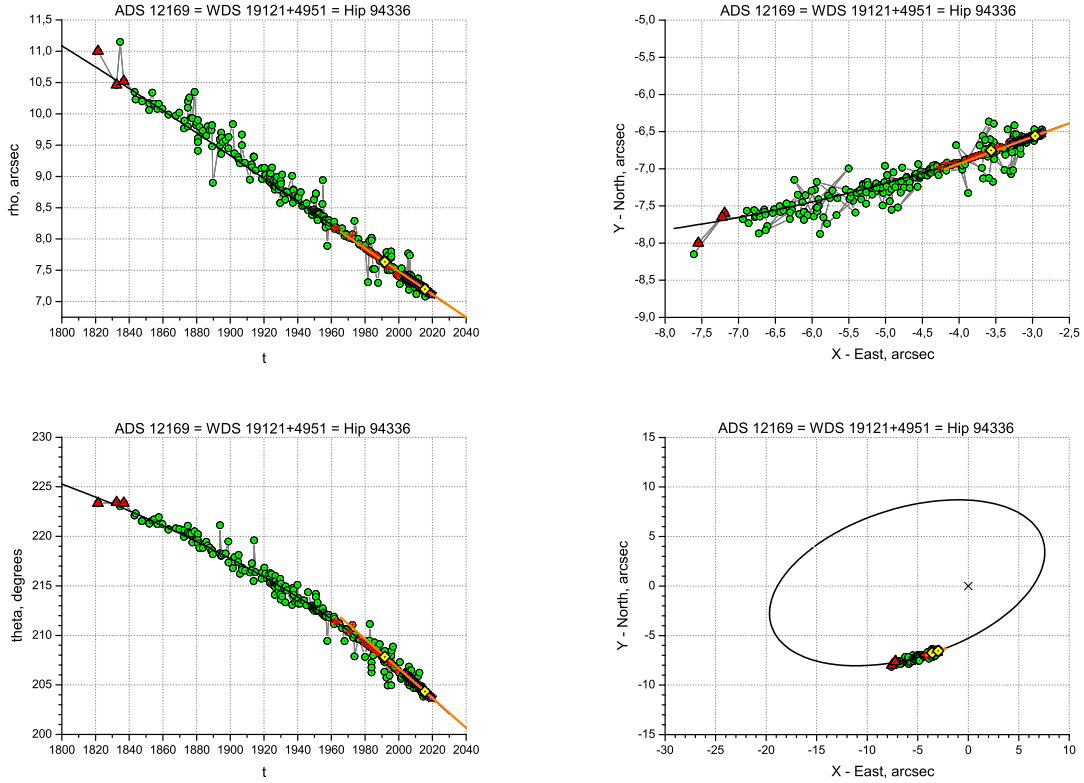 ADS 12169 = WDS 19121+4951 = Hip 94336
11,5
11,0
10,5
10,0
9,5
9,0
8,5
8,0
7,5
7,0
rho, arcsec
1800 1820 1840 1860 1880 1900 1920 1940 1960 1980 2000 2020 2040
t
ADS 12169 = WDS 19121+4951 = Hip 94336
-5,0
-5,5
-6,0
-6,5
-7,0
-7,5
-8,0
-8,5
-9,0
Y - North, arcsec
-8,0 -7,5 -7,0 -6,5 -6,0 -5,5 -5,0 -4,5 -4,0 -3,5 -3,0 -2,5
X - East, arcsec
ADS 12169 = WDS 19121+4951 = Hip 94336
230
225
220
215
210
205
200
theta, degrees
1800 1820 1840 1860 1880 1900 1920 1940 1960 1980 2000 2020 2040
t
ADS 12169 = WDS 19121+4951 = Hip 94336
15
10
5
0
-5
-10
-15
Y - North, arcsec
-30 -25 -20 -15 -10 -5 0 5 10
X - East, arcsec